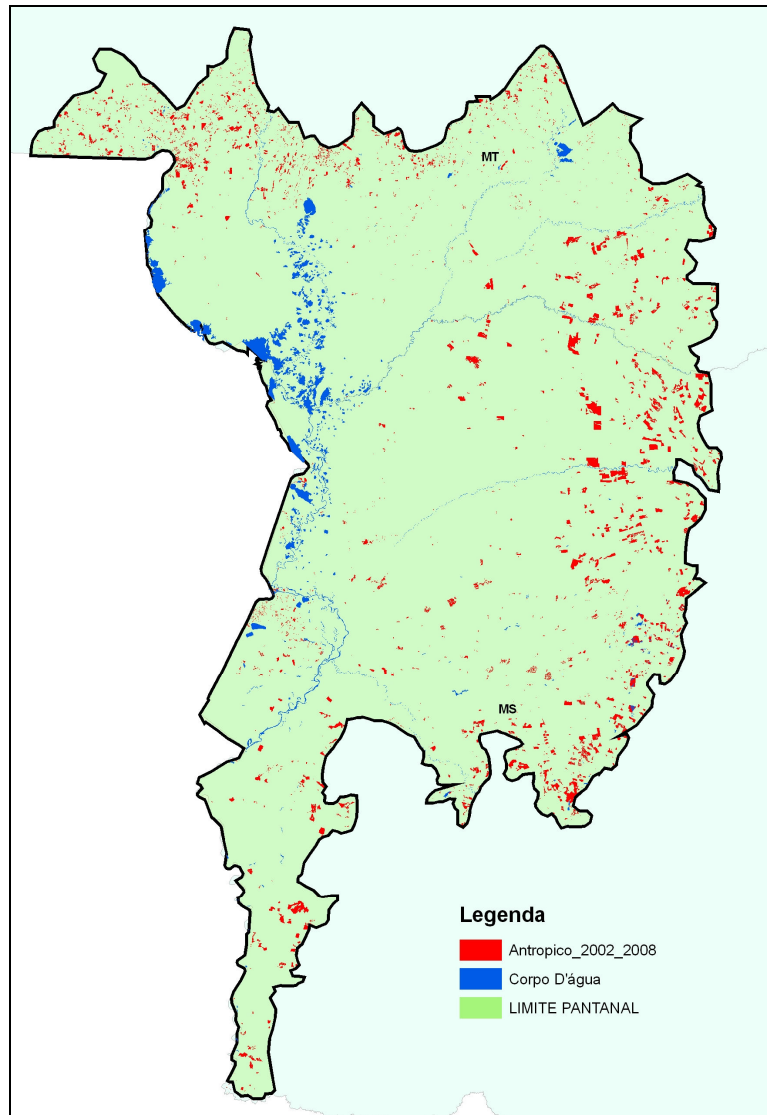 MT
MS
Legenda
Antropico_2002_2008
Corpo D'água
LIMITE PANTANAL